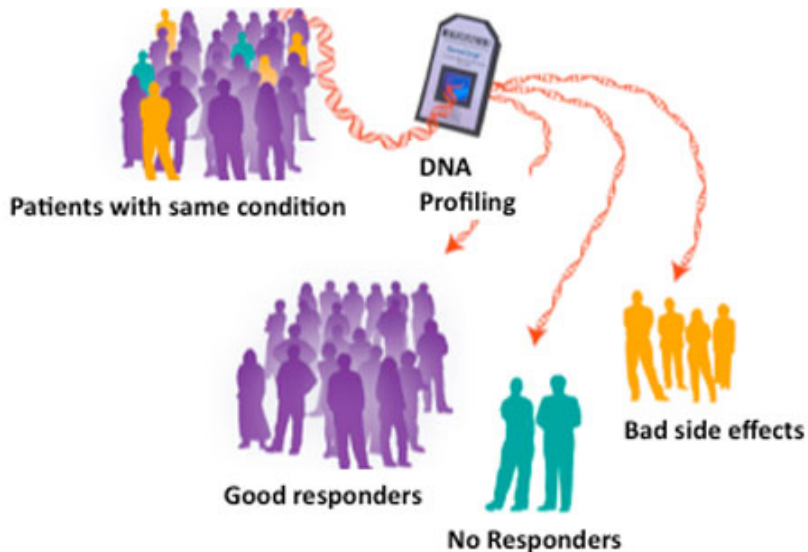 Patients with same condition
DNA
Profiling
Good responders
No Responders
Bad side effects